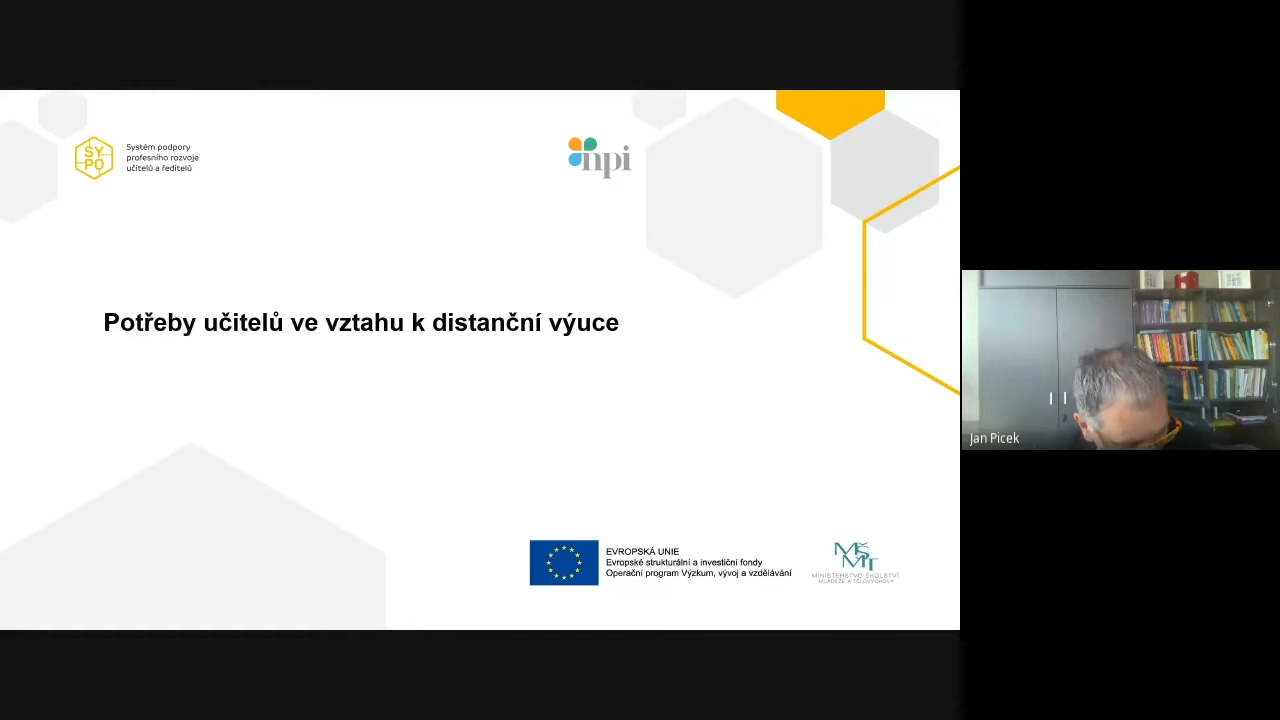 SY
PO
Systém podpory
profesního rozvoje
učitelů a ředitelů
npi
Potřeby učitelů ve vztahu k distanční výuce
Jan Picek
EVROPSKÁ UNIE
Evropské strukturální a investiční fondy
Operační program Výzkum, vývoj a vzdělávání
MŠMT
MINISTERSTVO ŠKOLSTVÍ
MLÁDEŽE A TĚLOVÝCHOVY